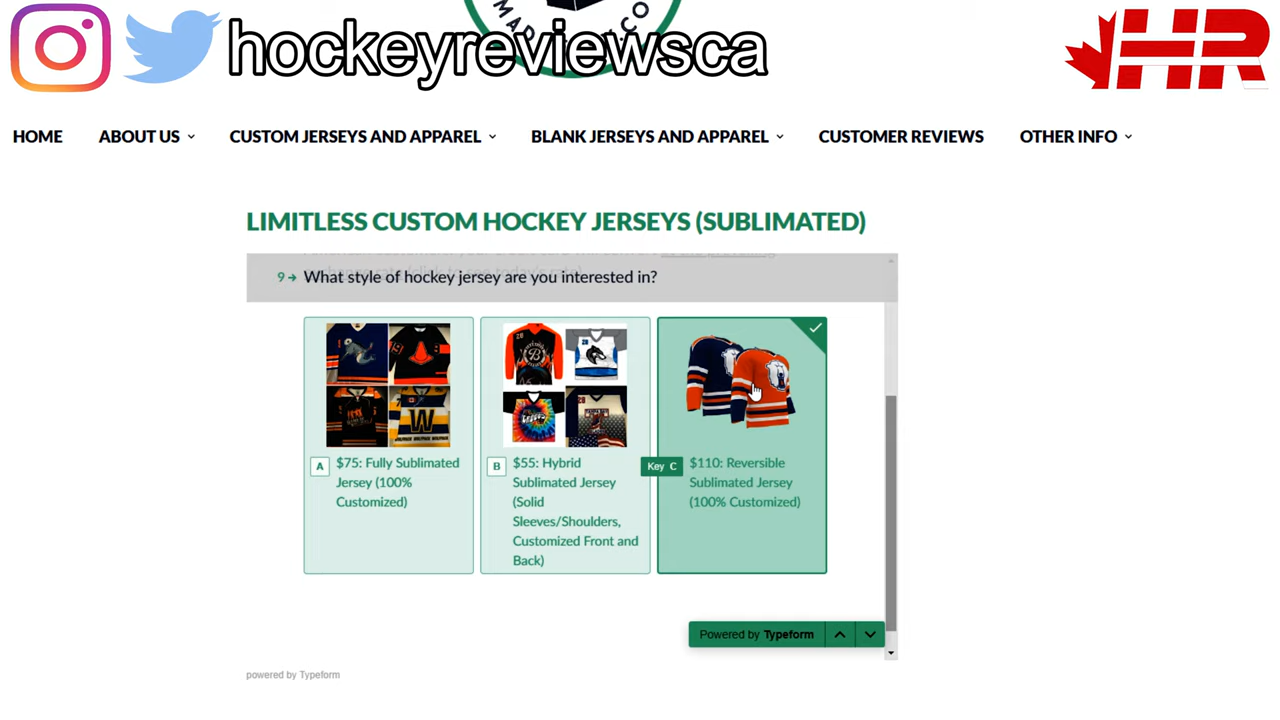 hockeyreviewsca
HR
HOME ABOUT US CUSTOM JERSEYS AND APPAREL BLANK JERSEYS AND APPAREL CUSTOMER REVIEWS OTHER INFO
LIMITLESS CUSTOM HOCKEY JERSEYS (SUBLIMATED)
9 What style of hockey jersey are you interested in?
A $75: Fully Sublimated
Jersey (100%
Customized)
B $55: Hybrid
Sublimated Jersey
(Solid
Sleeves/Shoulders,
Customized Front and
Back)
Key C $110: Reversible
Sublimated Jersey
(100% Customized)
Powered by Typeform
powered by Typeform